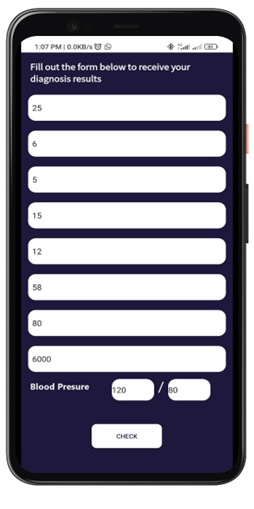 1:07 PM | 0.0KB/s
Fill out the form below to receive your
diagnosis results
25
6
5
15
12
58
80
6000
Blood Presure 120 / 80
CHECK